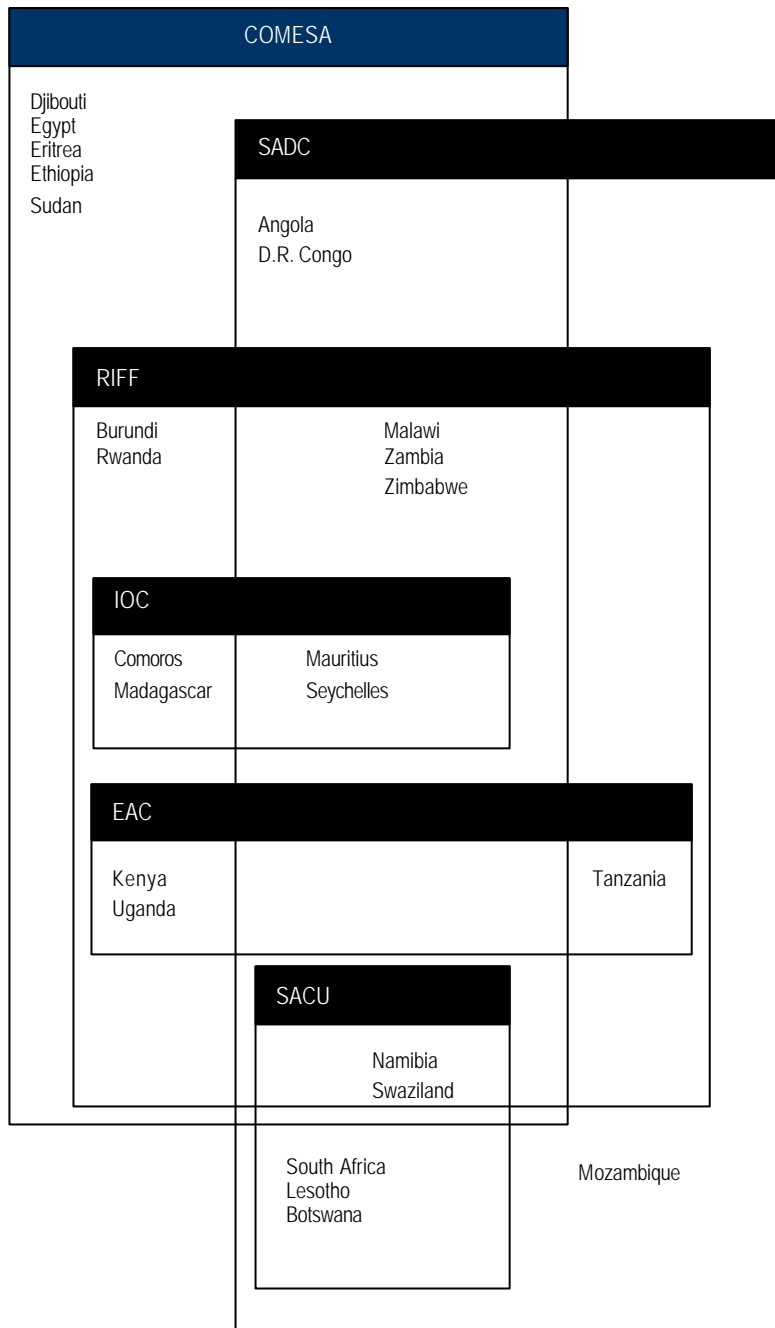 COMESA
Djibouti
Egypt
Eritrea
Ethiopia
Sudan
SADC
Angola
D.R. Congo
RIFF
Burundi
Rwanda
Malawi
Zambia
Zimbabwe
IOC
Comoros
Madagascar
Mauritius
Seychelles
EAC
Kenya
Uganda
Tanzania
SACU
Namibia
Swaziland
South Africa
Lesotho
Botswana
Mozambique